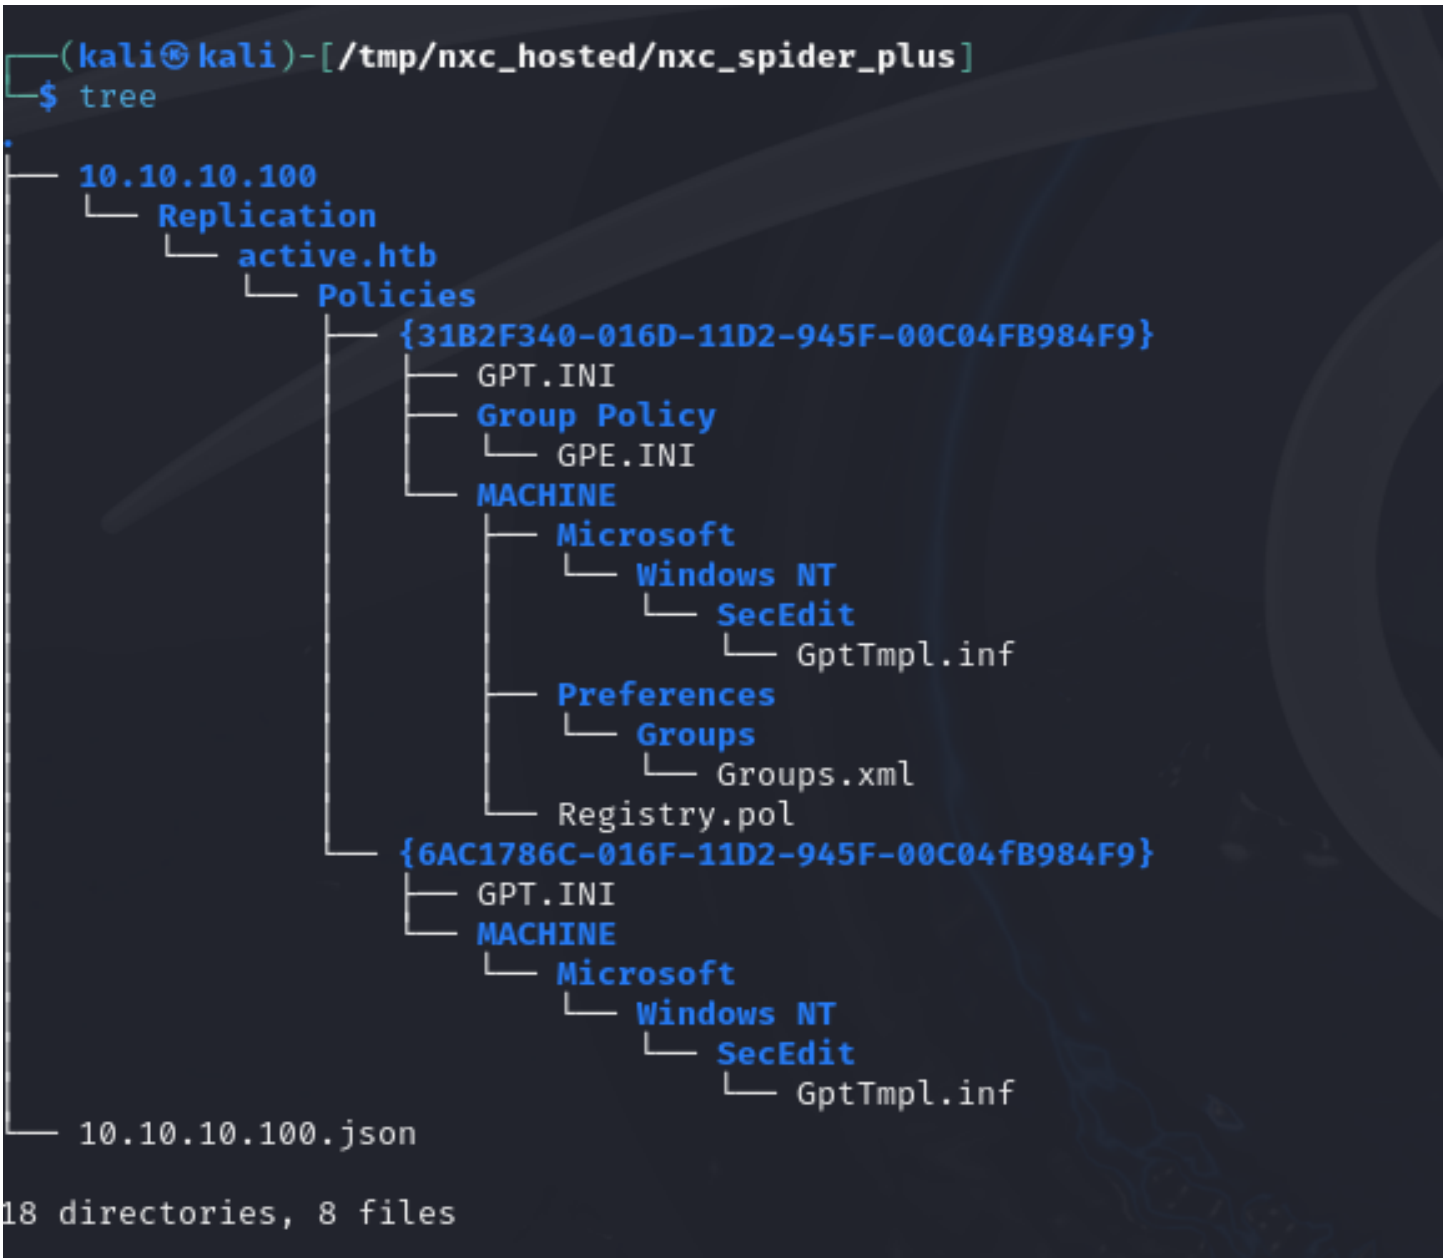 ┌──(kali㉿kali)-[/tmp/nxc_hosted/nxc_spider_plus]
└─$ tree
.
├── 10.10.10.100
│   └── Replication
│       └── active.htb
│           └── Policies
│               ├── {31B2F340-016D-11D2-945F-00C04FB984F9}
│               │   ├── GPT.INI
│               │   ├── Group Policy
│               │   │   └── GPE.INI
│               │   └── MACHINE
│               │       ├── Microsoft
│               │       │   └── Windows NT
│               │       │       └── SecEdit
│               │       │           └── GptTmpl.inf
│               │       ├── Preferences
│               │       │   └── Groups
│               │       │       └── Groups.xml
│               │       └── Registry.pol
│               └── {6AC1786C-016F-11D2-945F-00C04fB984F9}
│                   ├── GPT.INI
│                   └── MACHINE
│                       └── Microsoft
│                           └── Windows NT
│                               └── SecEdit
│                                   └── GptTmpl.inf
└── 10.10.10.100.json
18 directories, 8 files